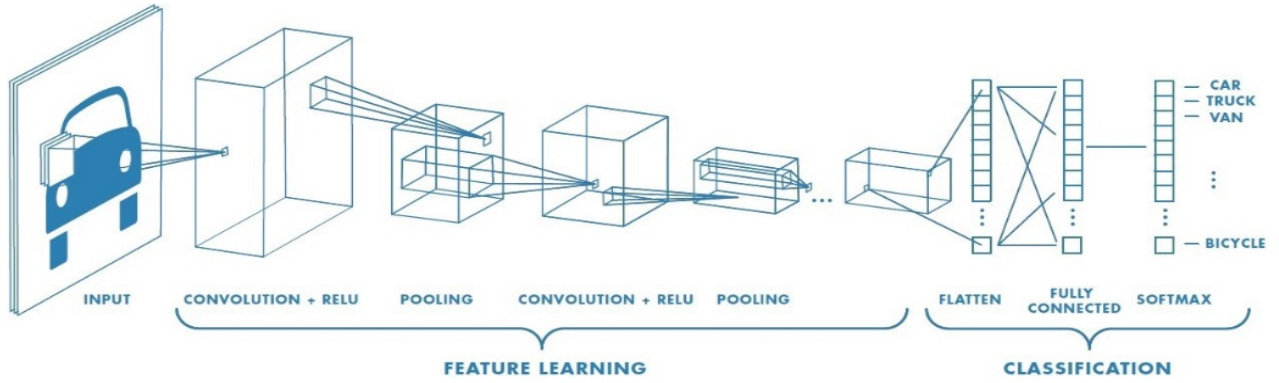 CAR
TRUCK
VAN
BICYCLE
INPUT
CONVOLUTION + RELU
POOLING
CONVOLUTION + RELU
POOLING
FLATTEN
FULLY
CONNECTED
SOFTMAX
FEATURE LEARNING
CLASSIFICATION